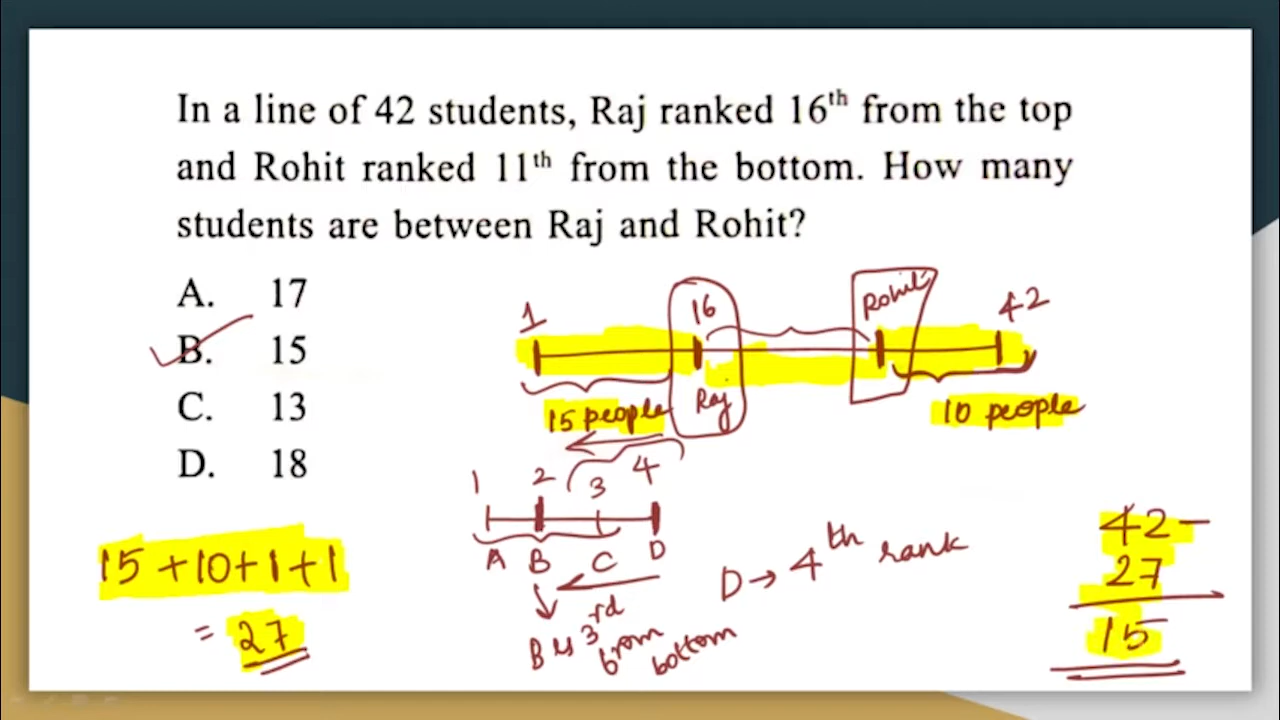 In a line of 42 students, Raj ranked 16th from the top
and Rohit ranked 11th from the bottom. How many
students are between Raj and Rohit?
A. 17
B. 15
C. 13
D. 18
1 16 Rohit 42
15 people Raj 10 people
1 2 3 4
A B C D
D → 4th rank
B is 3rd
from
bottom
15 + 10 + 1 + 1
= 27
42 -
27
15